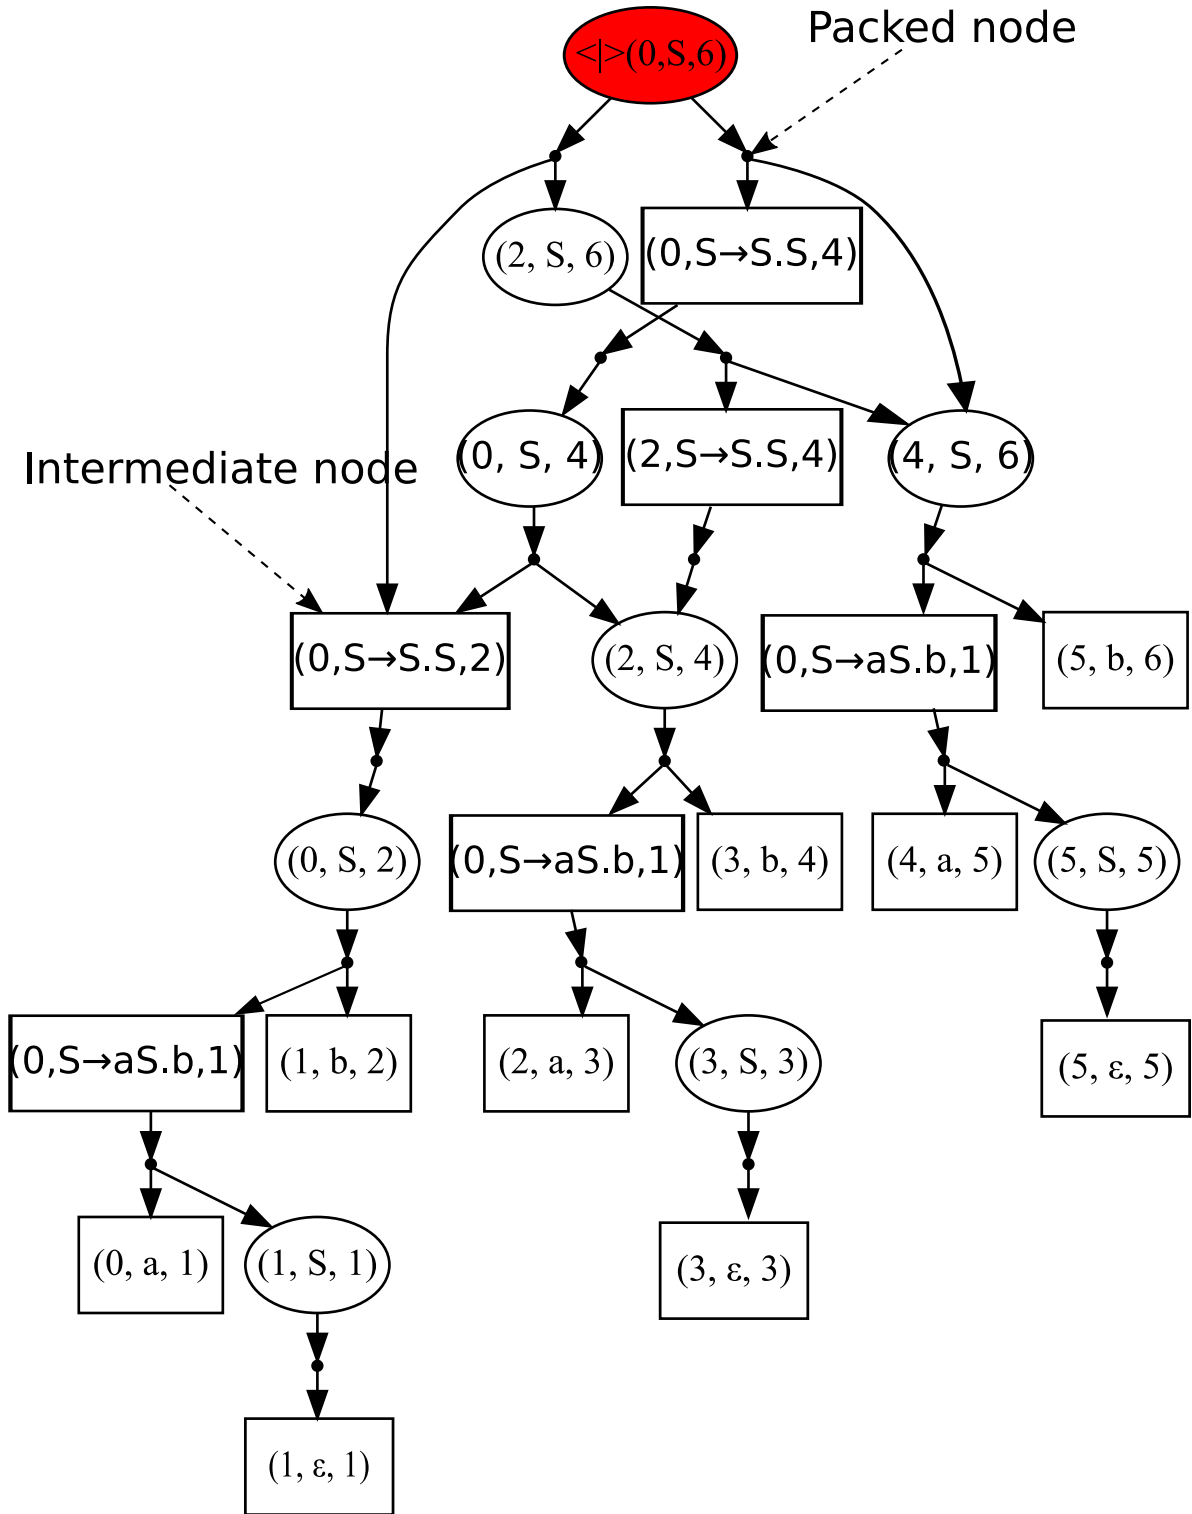 Packed node
<|>(0,S,6)
(2, S, 6)
(0,S→S.S,4)
(0, S, 4)
(2,S→S.S,4)
(4, S, 6)
Intermediate node
(0,S→S.S,2)
(2, S, 4)
(0,S→aS.b,1)
(5, b, 6)
(0, S, 2)
(0,S→aS.b,1)
(3, b, 4)
(4, a, 5)
(5, S, 5)
(0,S→aS.b,1)
(1, b, 2)
(2, a, 3)
(3, S, 3)
(5, ε, 5)
(0, a, 1)
(1, S, 1)
(3, ε, 3)
(1, ε, 1)